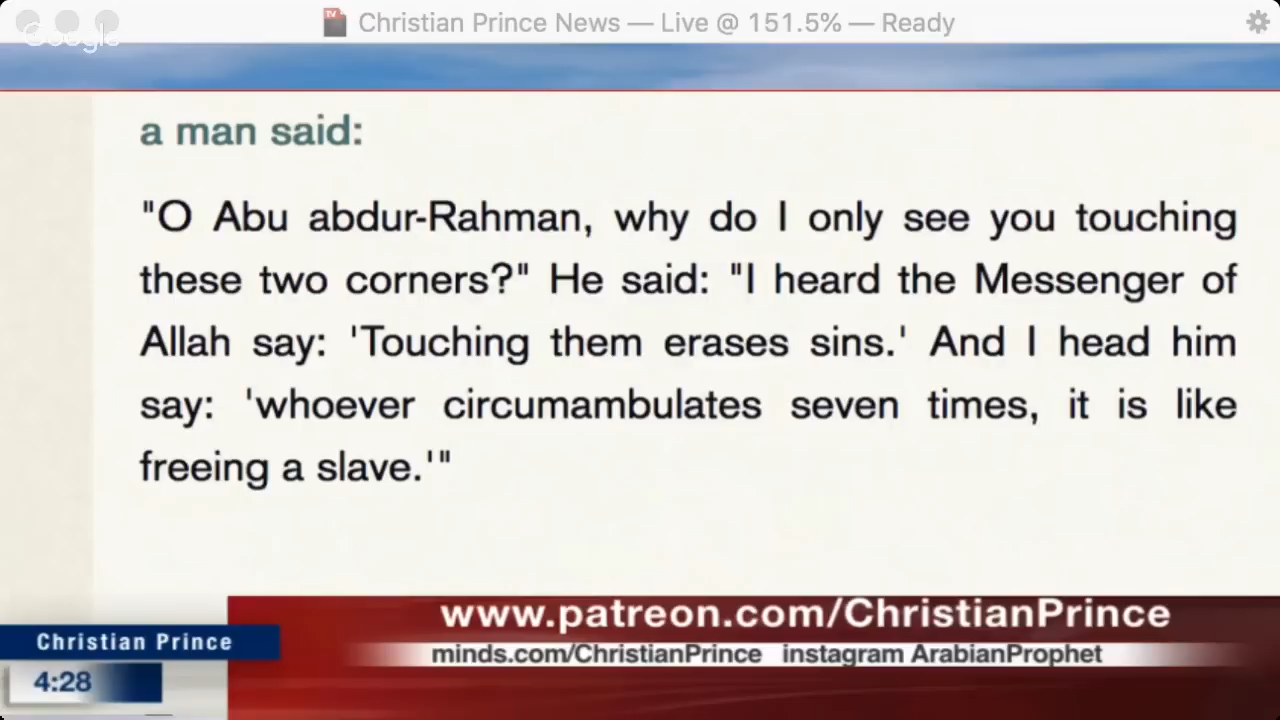 Google
Christian Prince News — Live @ 151.5% — Ready
a man said:
"O Abu abdur-Rahman, why do I only see you touching
these two corners?" He said: "I heard the Messenger of
Allah say: 'Touching them erases sins.' And I head him
say: 'whoever circumambulates seven times, it is like
freeing a slave.'"
www.patreon.com/ChristianPrince
Christian Prince
minds.com/ChristianPrince instagram ArabianProphet
4:28